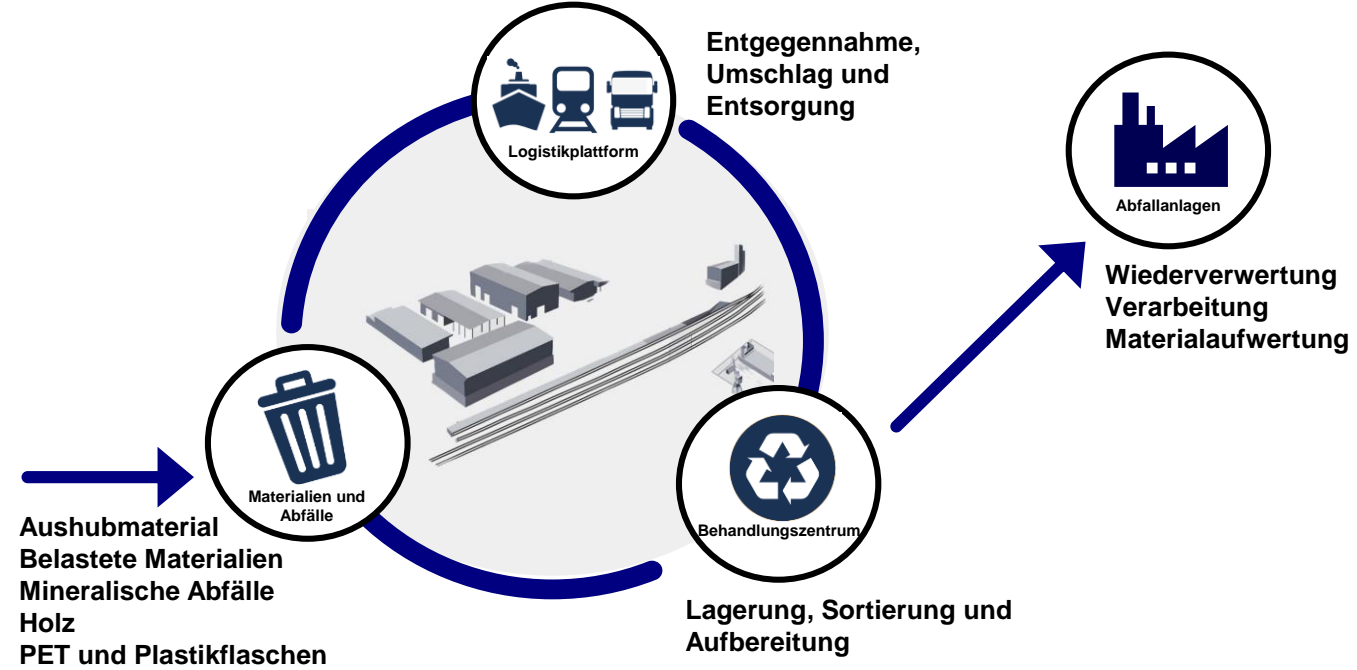 Entgegennahme,
Umschlag und
Entsorgung
Logistikplattform
Abfallanlagen
Wiederverwertung
Verarbeitung
Materialaufwertung
Materialien und
Abfälle
Aushubmaterial
Belastete Materialien
Mineralische Abfälle
Holz
PET und Plastikflaschen
Behandlungszentrum
Lagerung, Sortierung und
Aufbereitung